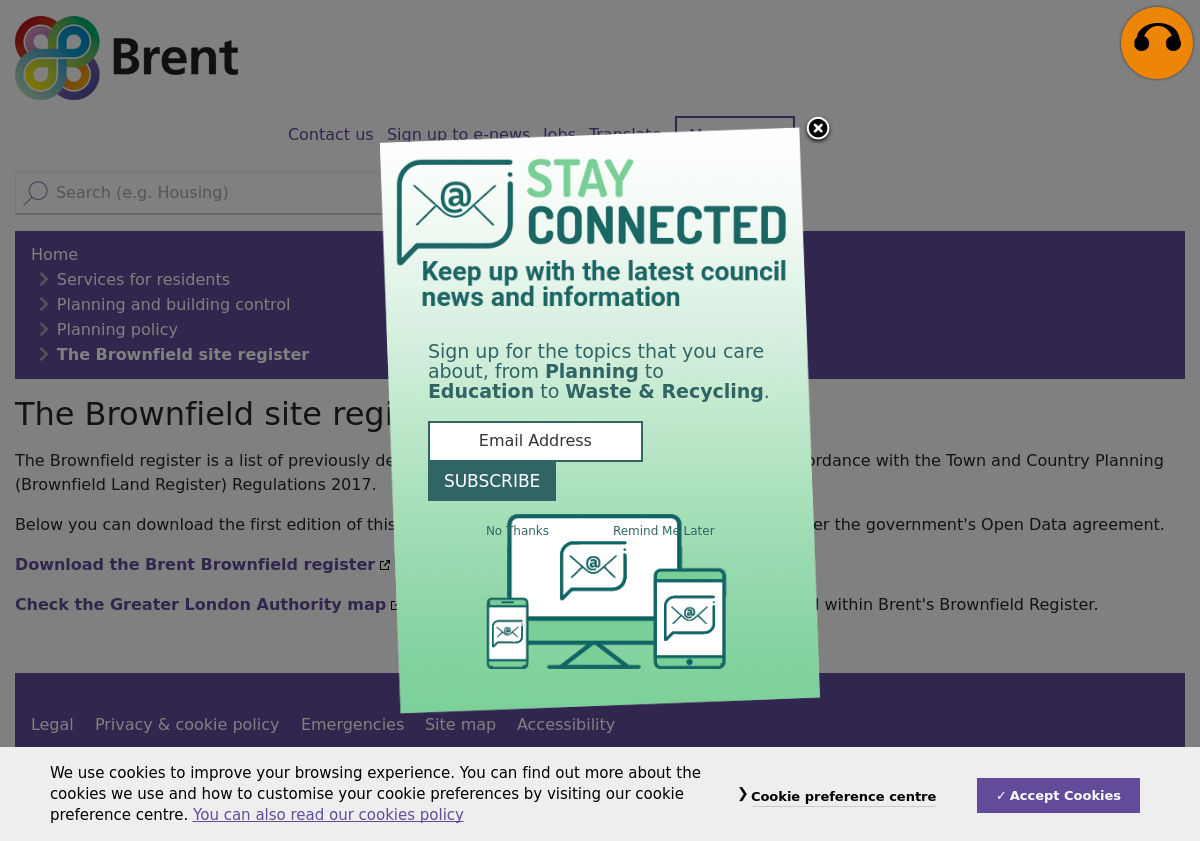 Brent
Contact us Sign up to e-news Jobs Translate
Search (e.g. Housing)
Home
Services for residents
Planning and building control
Planning policy
The Brownfield site register
STAY
CONNECTED
Keep up with the latest council
news and information
Sign up for the topics that you care
about, from Planning to
Education to Waste & Recycling.
Email Address
SUBSCRIBE
No Thanks Remind Me Later
The Brownfield site
The Brownfield register is a list of previously with the Town and Country Planning
(Brownfield Land Register) Regulations 2017.
Below you can download the first edition of this the government's Open Data agreement.
Download the Brent Brownfield register
Check the Greater London Authority map within Brent's Brownfield Register.
Legal Privacy & cookie policy Emergencies Site map Accessibility
We use cookies to improve your browsing experience. You can find out more about the
cookies we use and how to customise your cookie preferences by visiting our cookie
preference centre. You can also read our cookies policy
❯ Cookie preference centre
✓ Accept Cookies